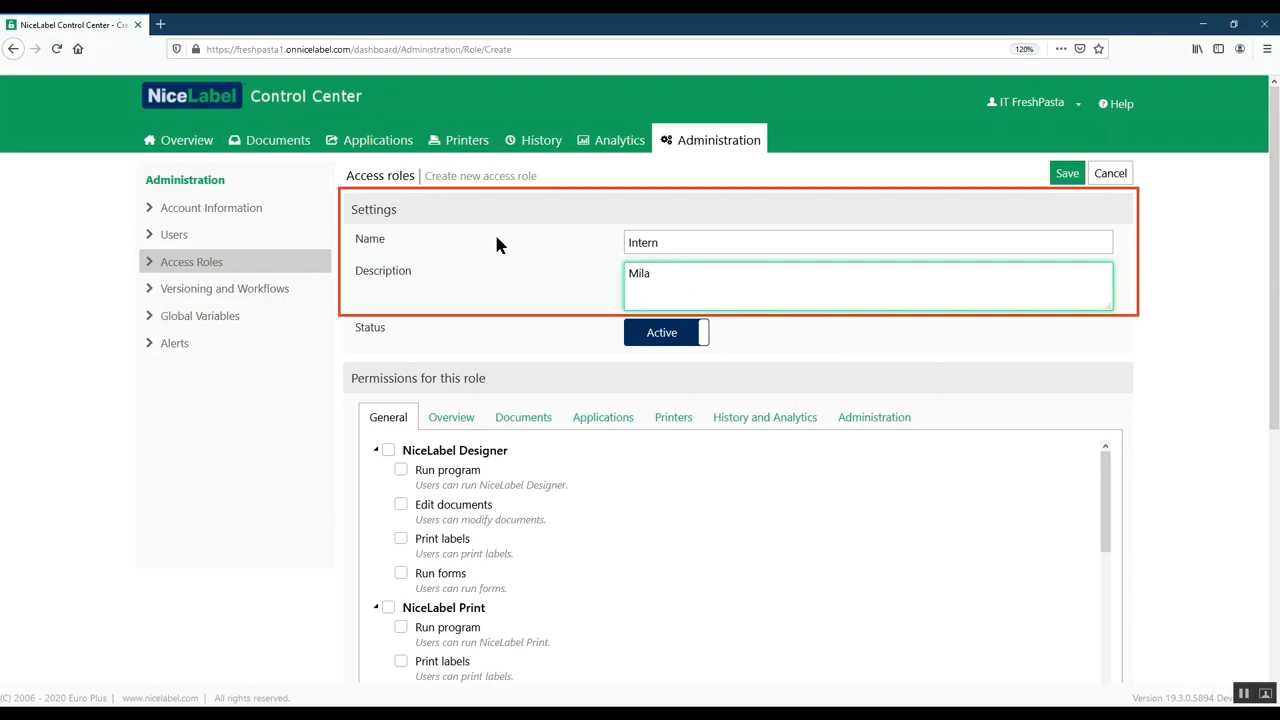 NiceLabel Control Center - Cre
https://freshpasta1.onnicelabel.com/dashboard/Administration/Role/Create
120%
NiceLabel Control Center
IT FreshPasta
Help
Overview Documents Applications Printers History Analytics Administration
Administration
Account Information
Users
Access Roles
Versioning and Workflows
Global Variables
Alerts
Access roles | Create new access role
Save Cancel
Settings
Name Intern
Description Mila
Status Active
Permissions for this role
General Overview Documents Applications Printers History and Analytics Administration
NiceLabel Designer
Run program
Users can run NiceLabel Designer.
Edit documents
Users can modify documents.
Print labels
Users can print labels.
Run forms
Users can run forms.
NiceLabel Print
Run program
Users can run NiceLabel Print.
Print labels
Users can print labels.
(C) 2006 - 2020 Euro Plus | www.nicelabel.com | All rights reserved.
Version 19.3.0.5894 Dev